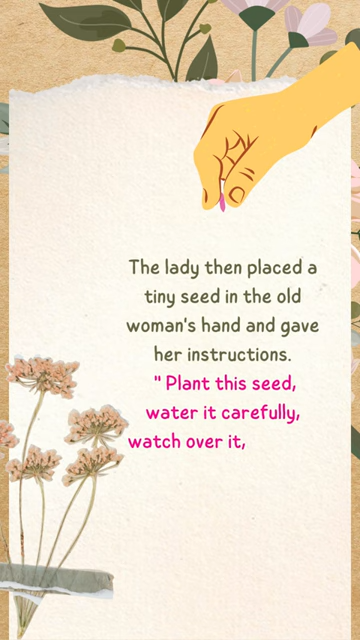 The lady then placed a
tiny seed in the old
woman's hand and gave
her instructions.
" Plant this seed,
water it carefully,
watch over it,